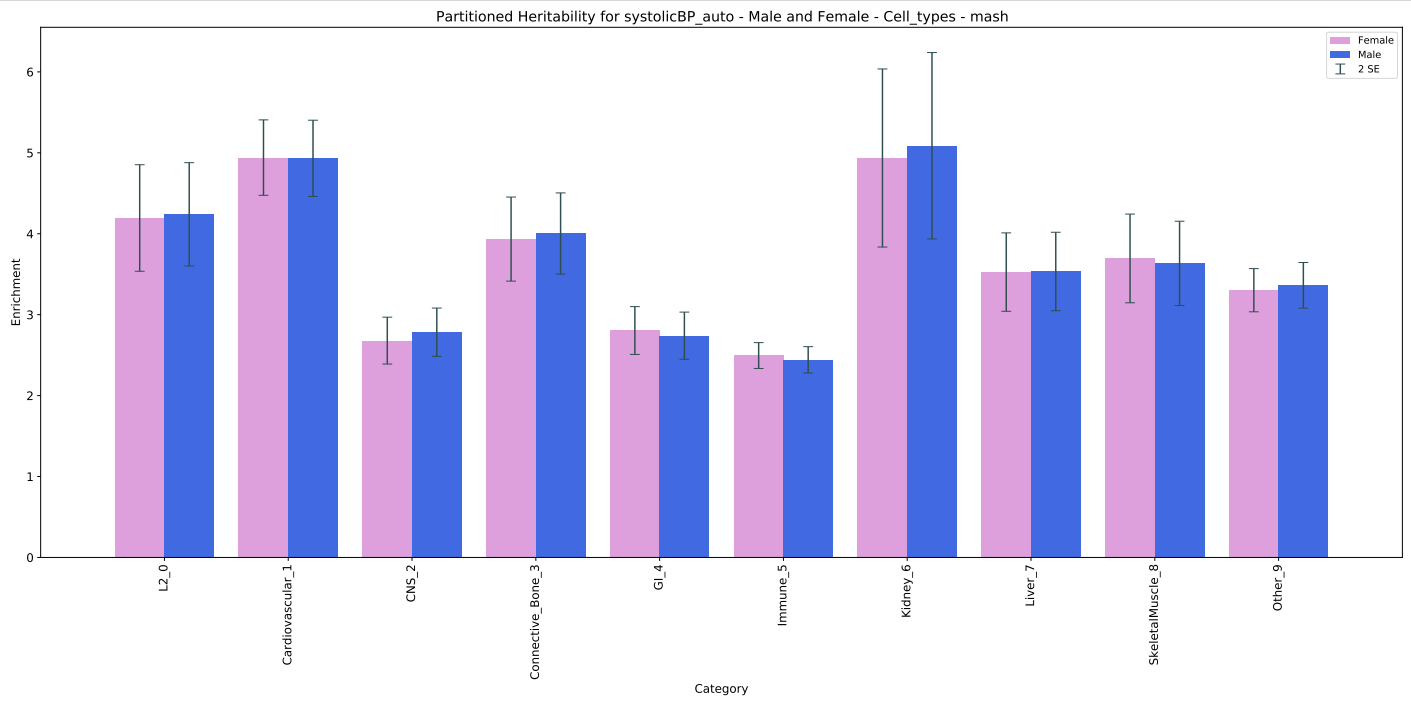 Partitioned Heritability for systolicBP_auto - Male and Female - Cell_types - mash
Female
Male
2 SE
Enrichment
6
5
4
3
2
1
0
L2_0
Cardiovascular_1
CNS_2
Connective_Bone_3
GI_4
Immune_5
Kidney_6
Liver_7
SkeletalMuscle_8
Other_9
Category